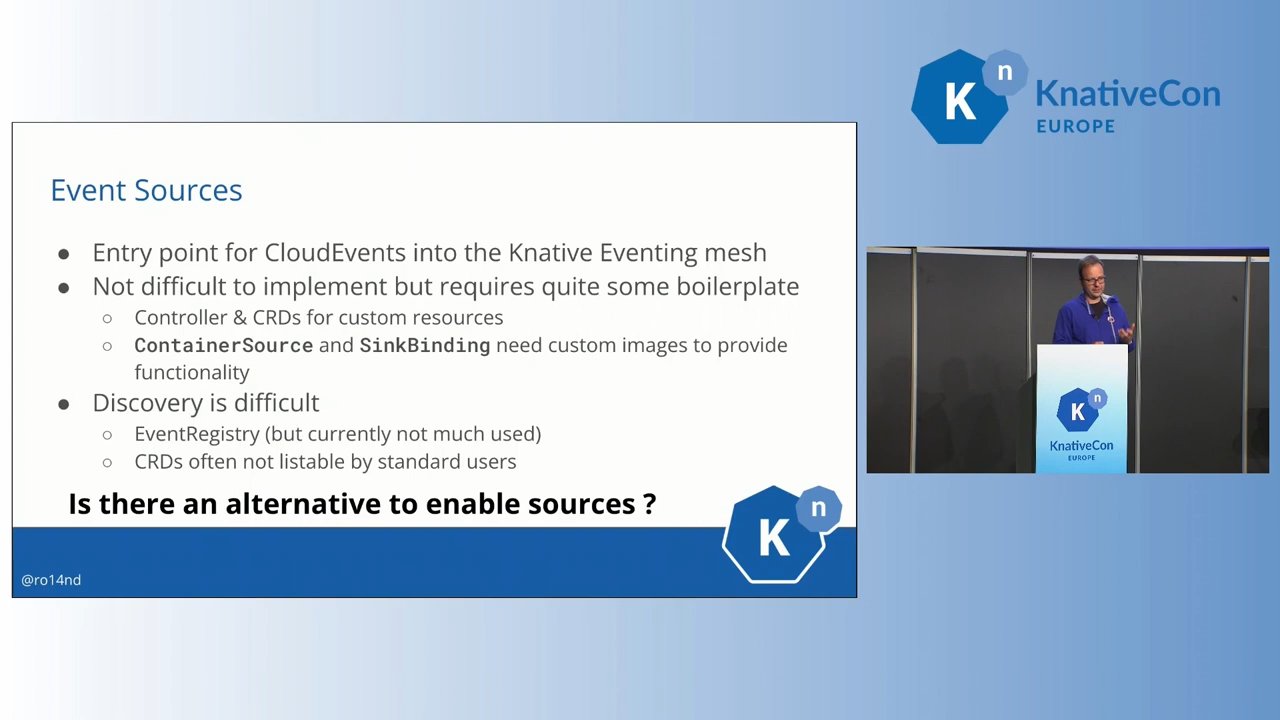 K n KnativeCon
EUROPE
Event Sources
● Entry point for CloudEvents into the Knative Eventing mesh
● Not difficult to implement but requires quite some boilerplate
○ Controller & CRDs for custom resources
○ ContainerSource and SinkBinding need custom images to provide
functionality
● Discovery is difficult
○ EventRegistry (but currently not much used)
○ CRDs often not listable by standard users
Is there an alternative to enable sources ?
K n
@ro14nd
K n
KnativeCon
EUROPE